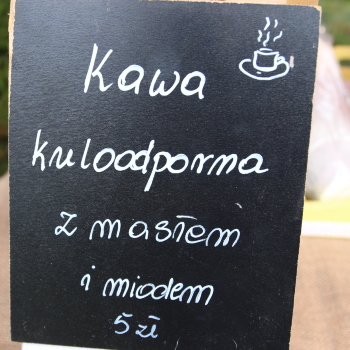 Kawa
kuloodporna
z masłem
i miodem
5 zł